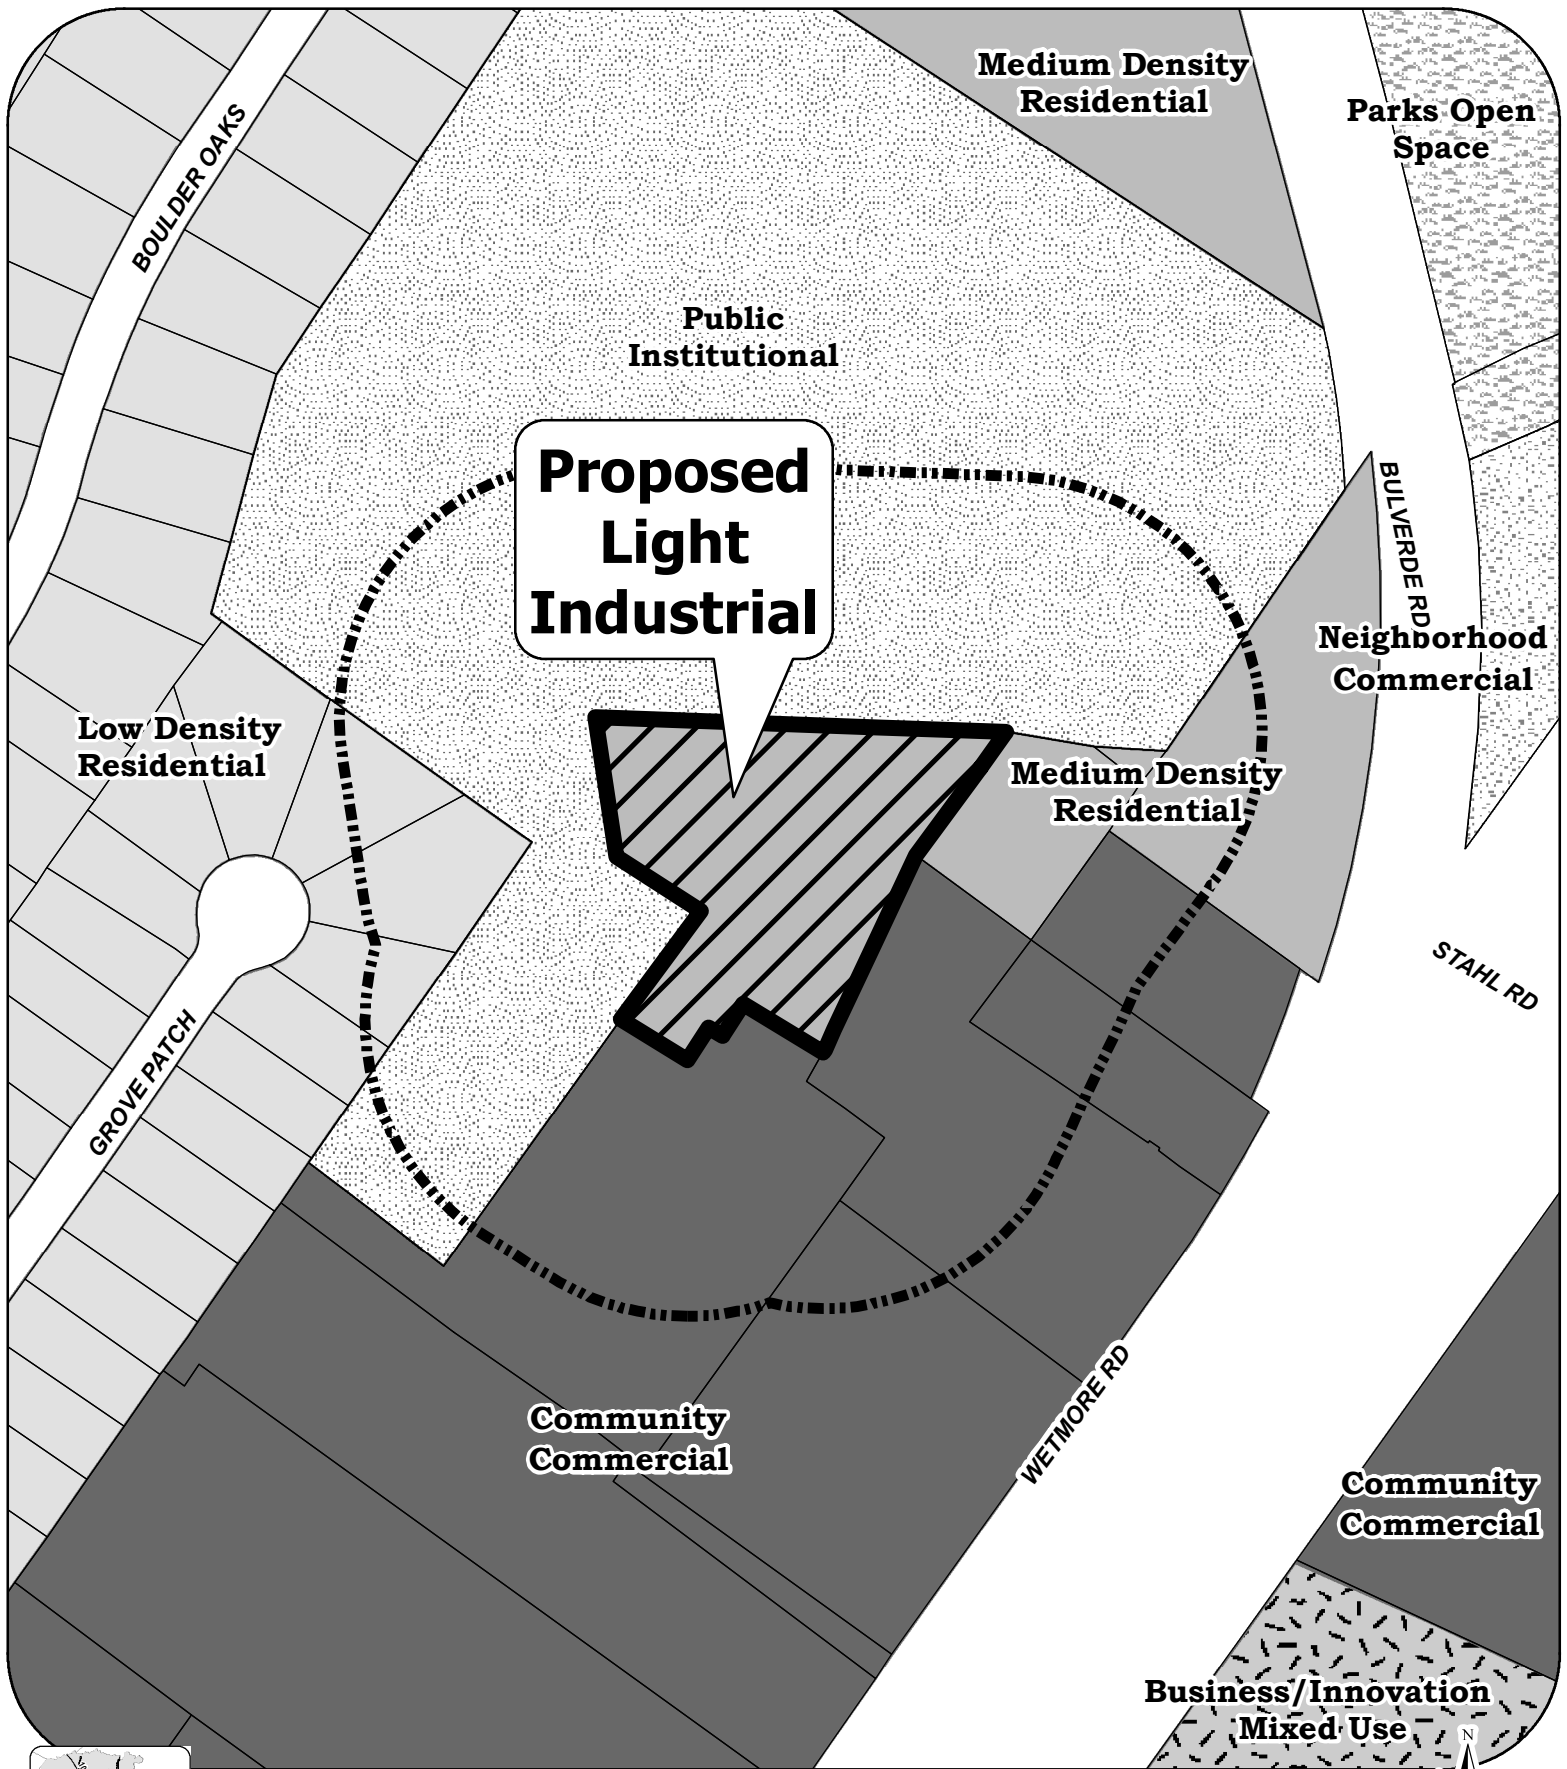 Medium Density
Residential
Parks Open
Space
BOULDER OAKS
Public
Institutional
Proposed
Light
Industrial
BULVERDE RD
Neighborhood
Commercial
Low Density
Residential
Medium Density
Residential
STAHL RD
GROVE PATCH
WETMORE RD
Community
Commercial
Community
Commercial
Business/Innovation
Mixed Use
N